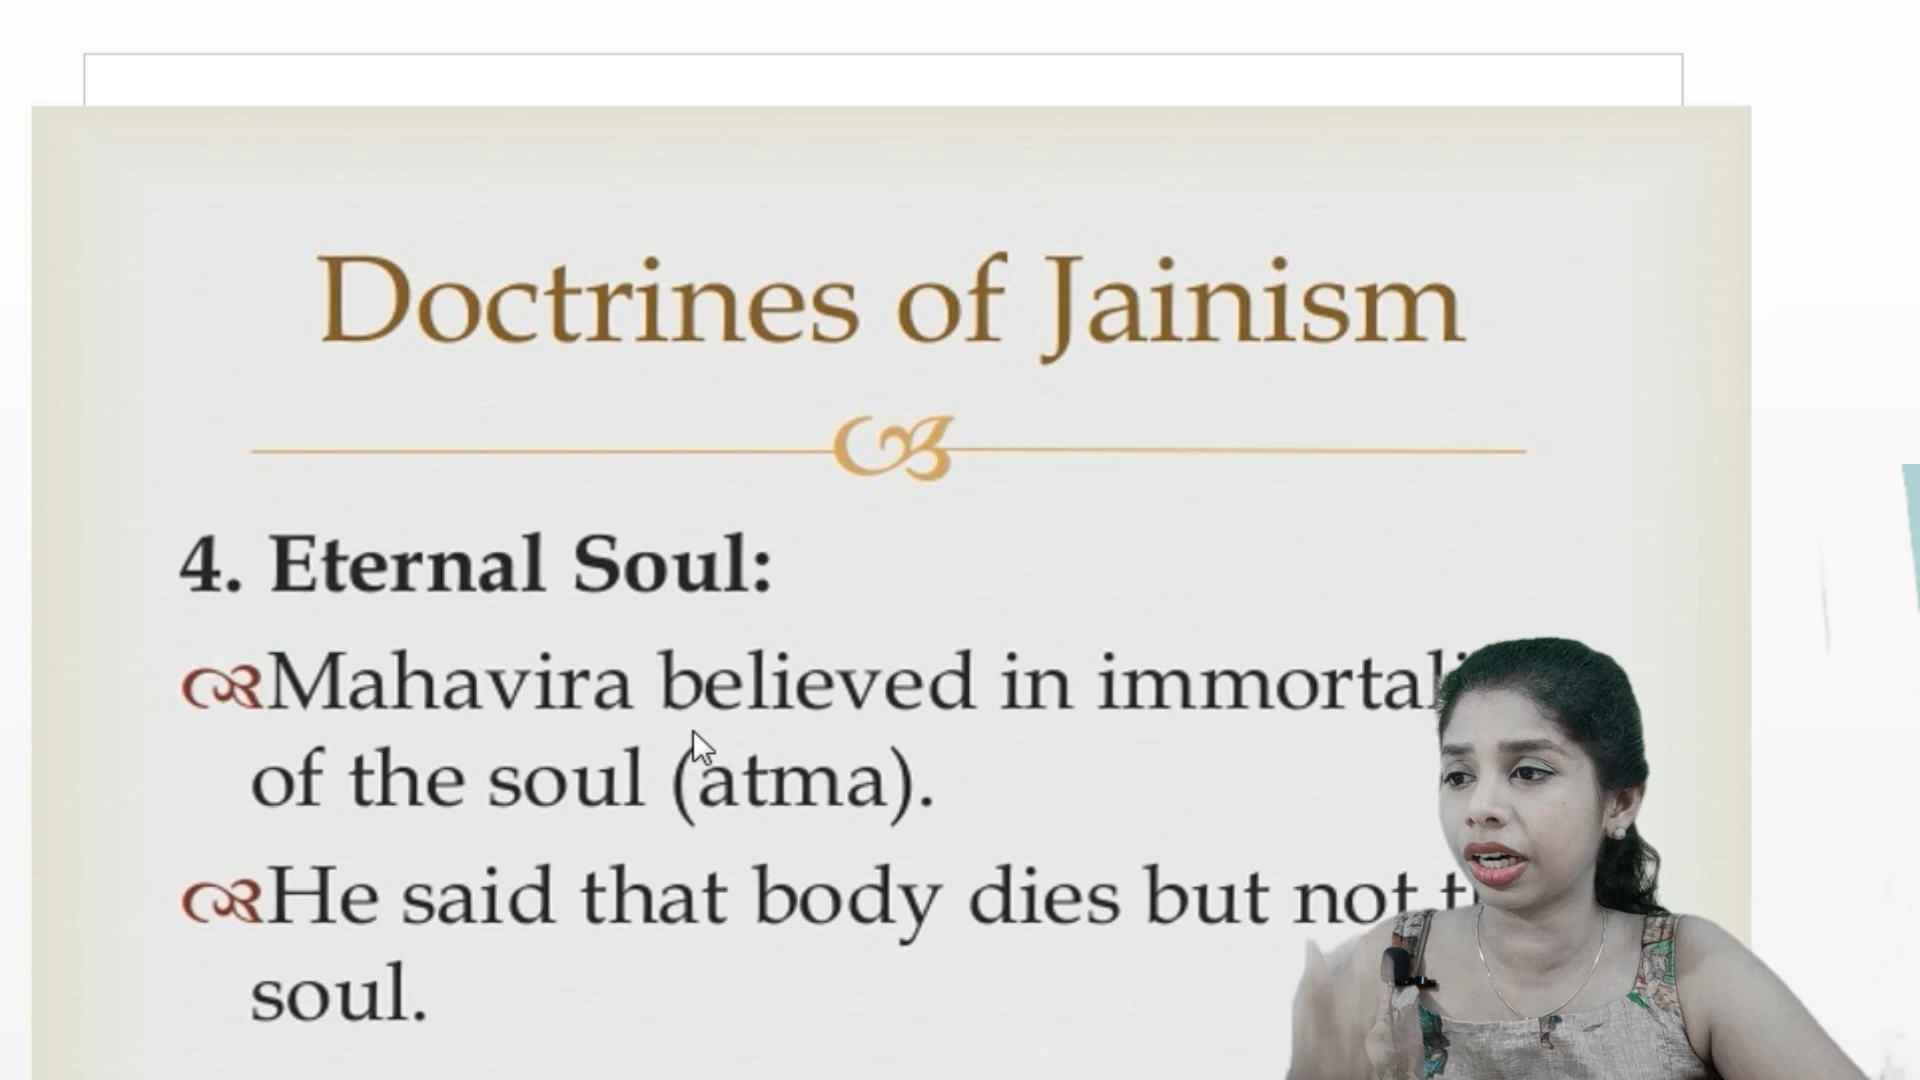 Doctrines of Jainism
4. Eternal Soul:
Mahavira believed in
of the soul (atma).
He said that body dies but not
soul.